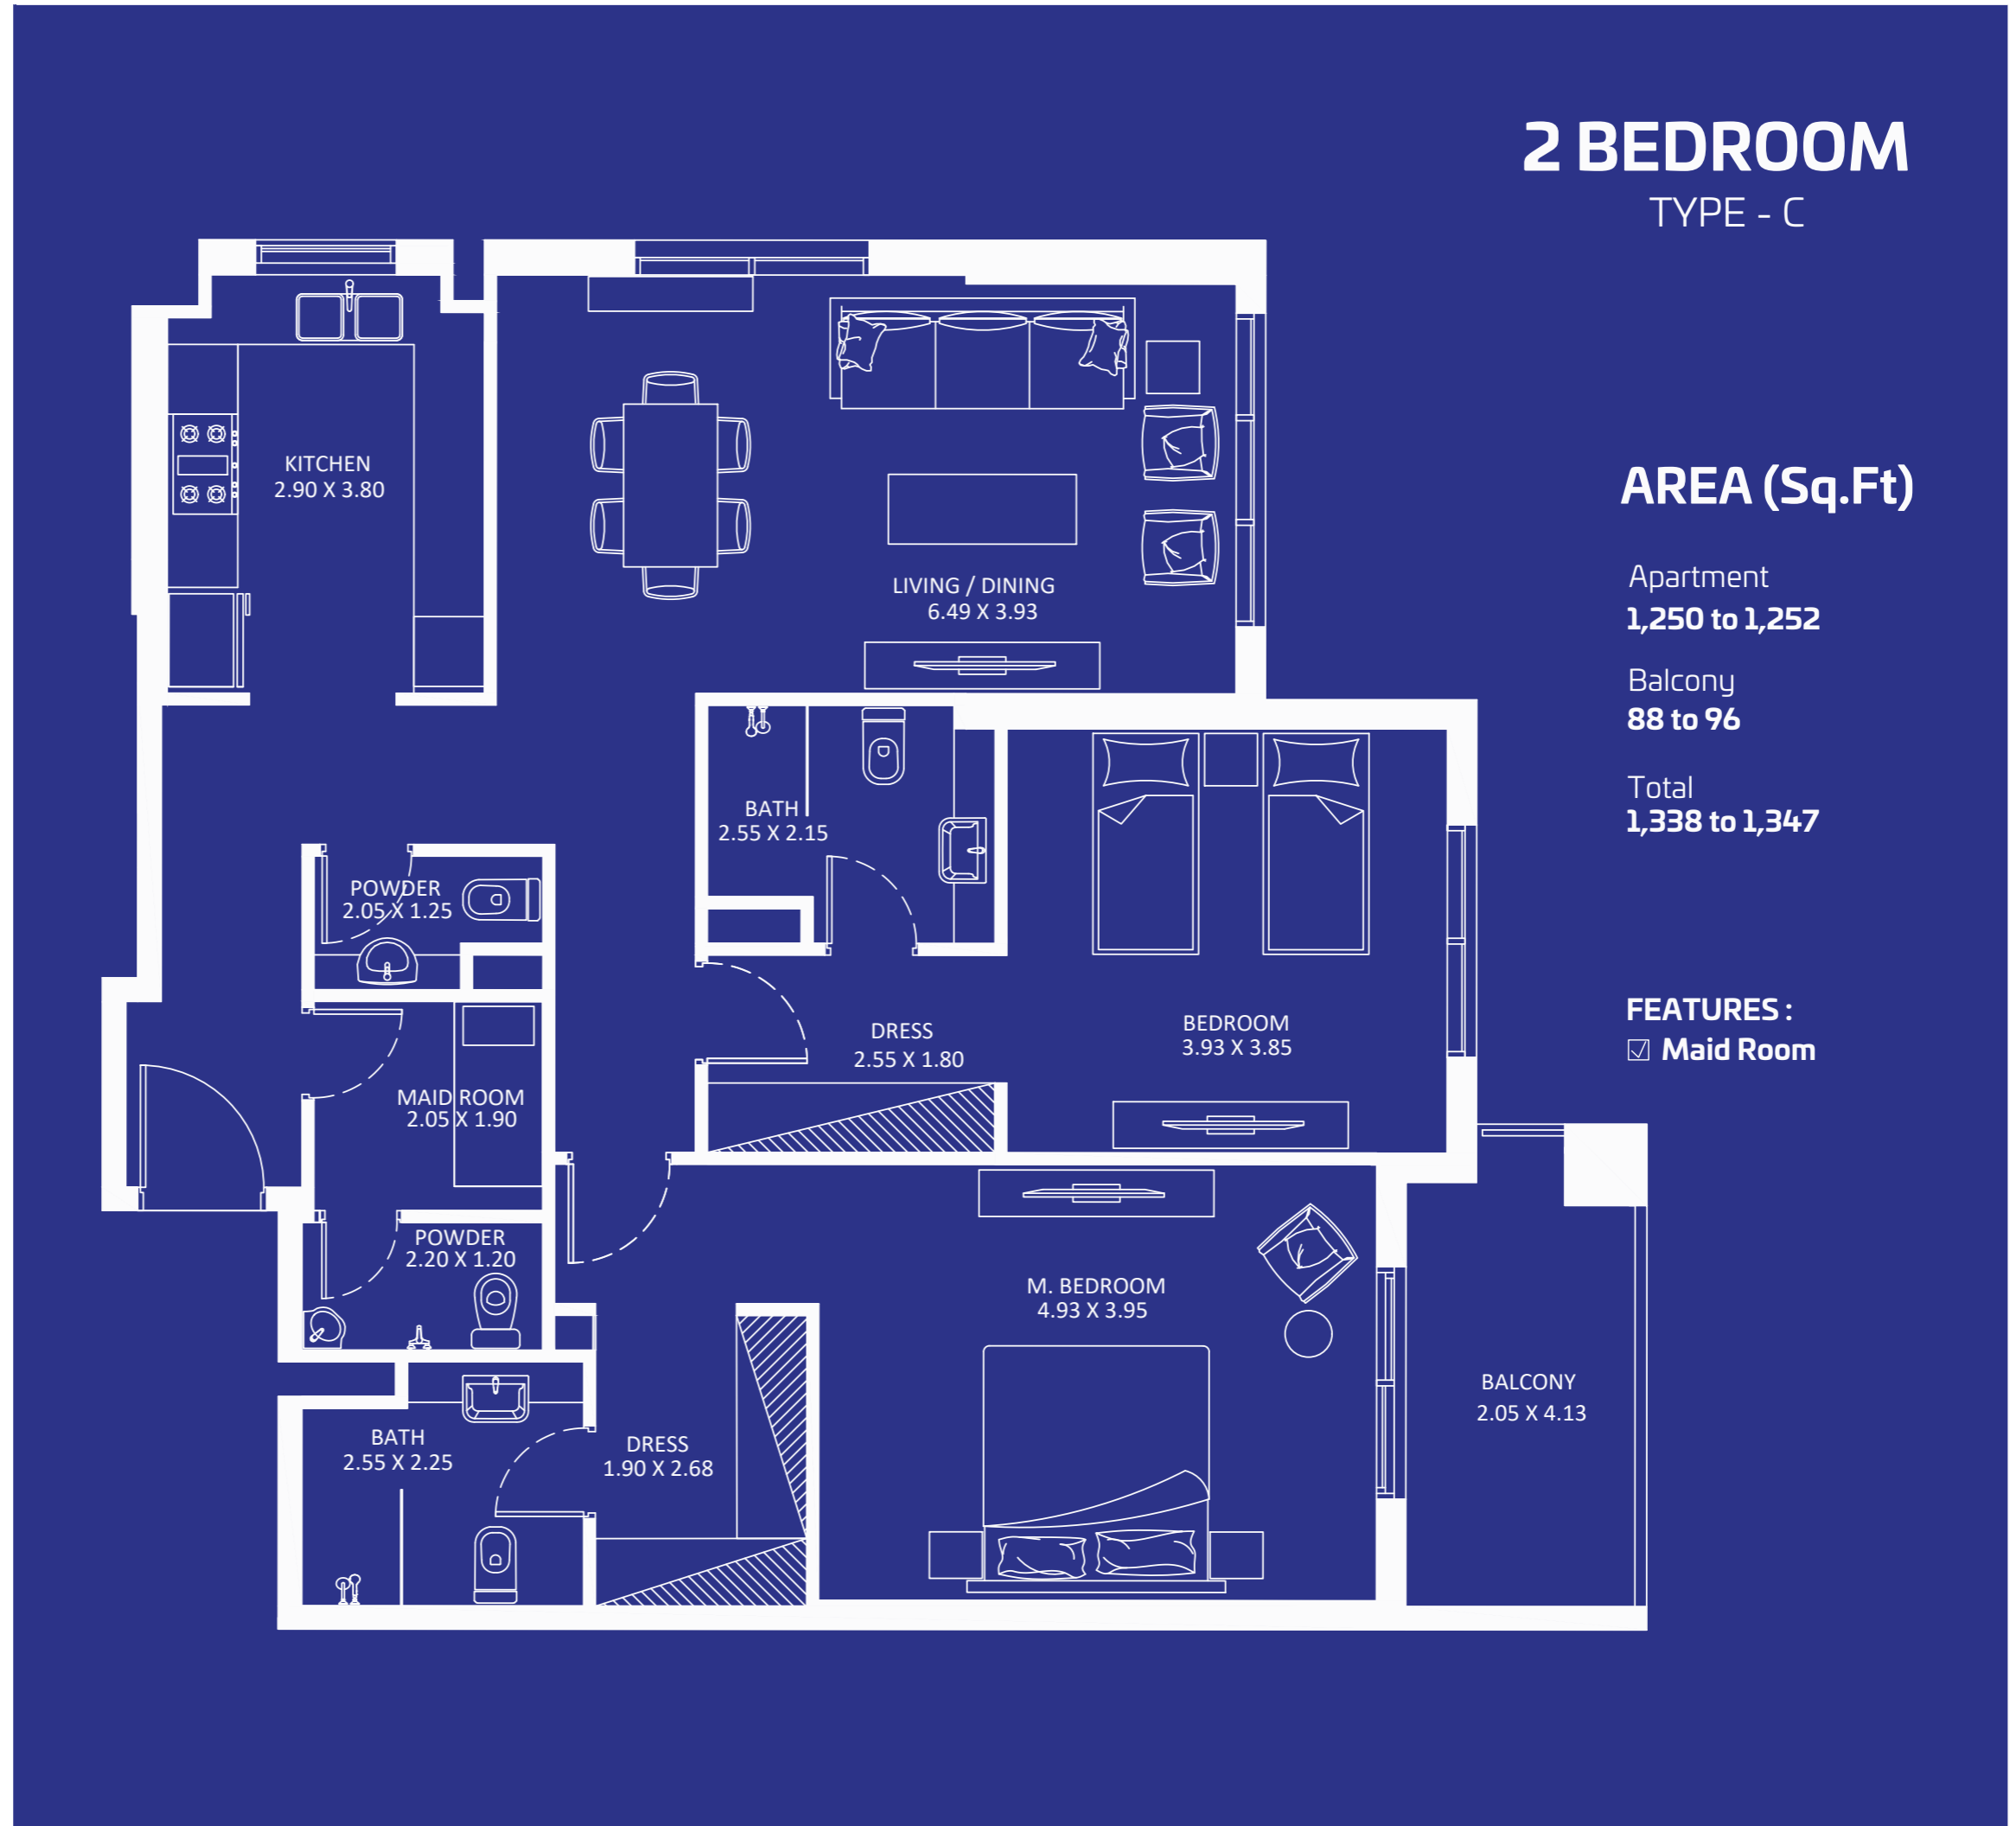 2 BEDROOM
TYPE - C
AREA (Sq.Ft)
Apartment
1,250 to 1,252
Balcony
88 to 96
Total
1,338 to 1,347
FEATURES :
☑ Maid Room
KITCHEN
2.90 X 3.80
LIVING / DINING
6.49 X 3.93
BATH
2.55 X 2.15
POWDER
2.05 X 1.25
DRESS
2.55 X 1.80
BEDROOM
3.93 X 3.85
MAID ROOM
2.05 X 1.90
POWDER
2.20 X 1.20
M. BEDROOM
4.93 X 3.95
BALCONY
2.05 X 4.13
BATH
2.55 X 2.25
DRESS
1.90 X 2.68